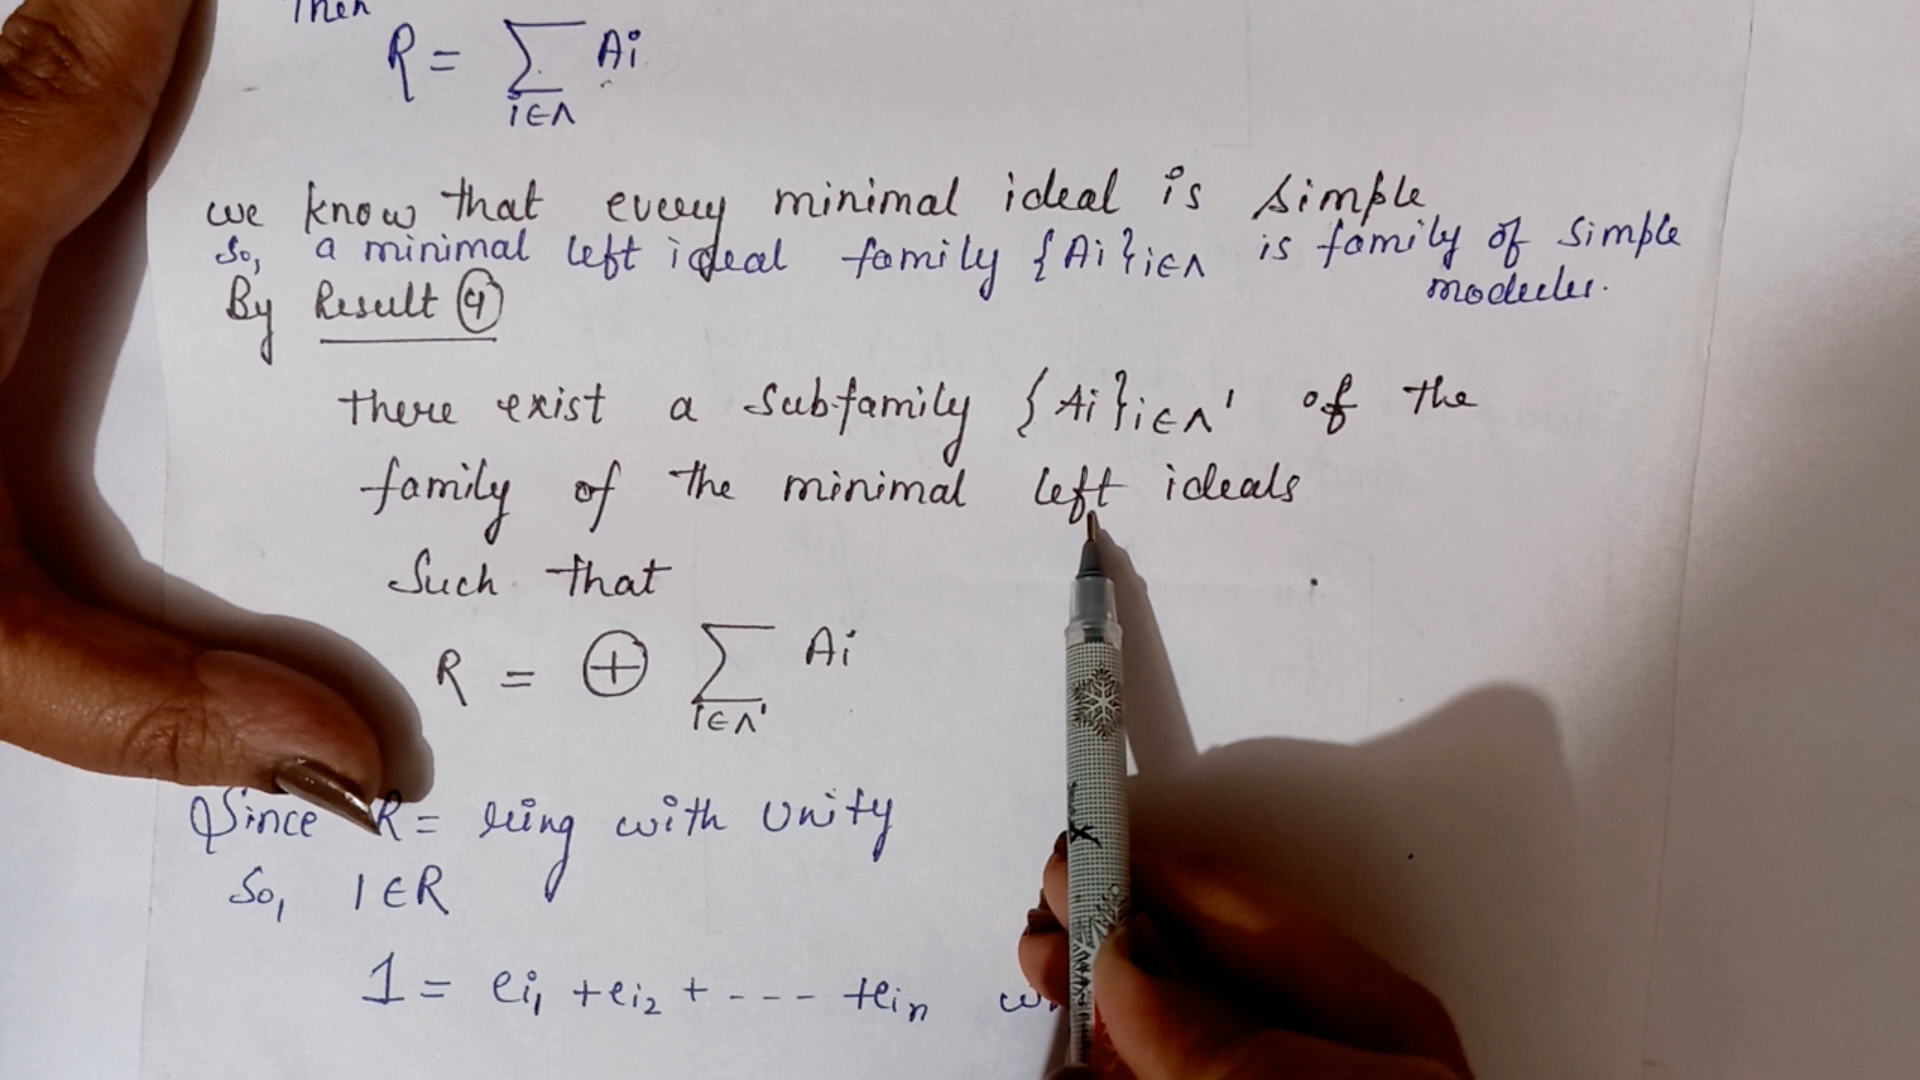 Then
R = ∑ Ai
i∈Λ
we know that every minimal ideal is simple
So, a minimal left ideal family {Ai}i∈Λ is family of simple
modules.
By Result ④
there exist a subfamily {Ai}i∈Λ' of the
family of the minimal left ideals
Such that
R = ⊕ ∑ Ai
i∈Λ'
Since R = ring with Unity
So, 1∈R
1 = ei₁ + ei₂ + - - - - + ein